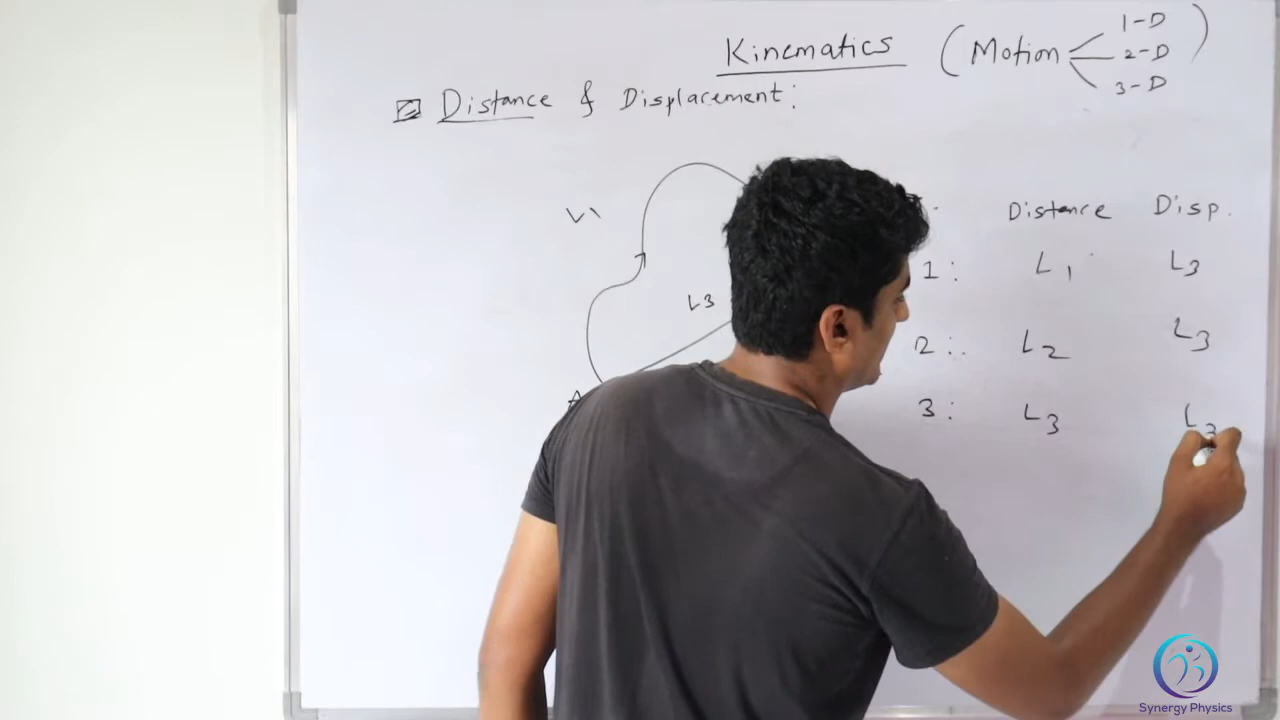 Kinematics (Motion 1-D
2-D
3-D )
Distance & Displacement:
L1
L3
A
Distance Disp.
1: L1 L3
2: L2 L3
3: L3 L3
Synergy Physics